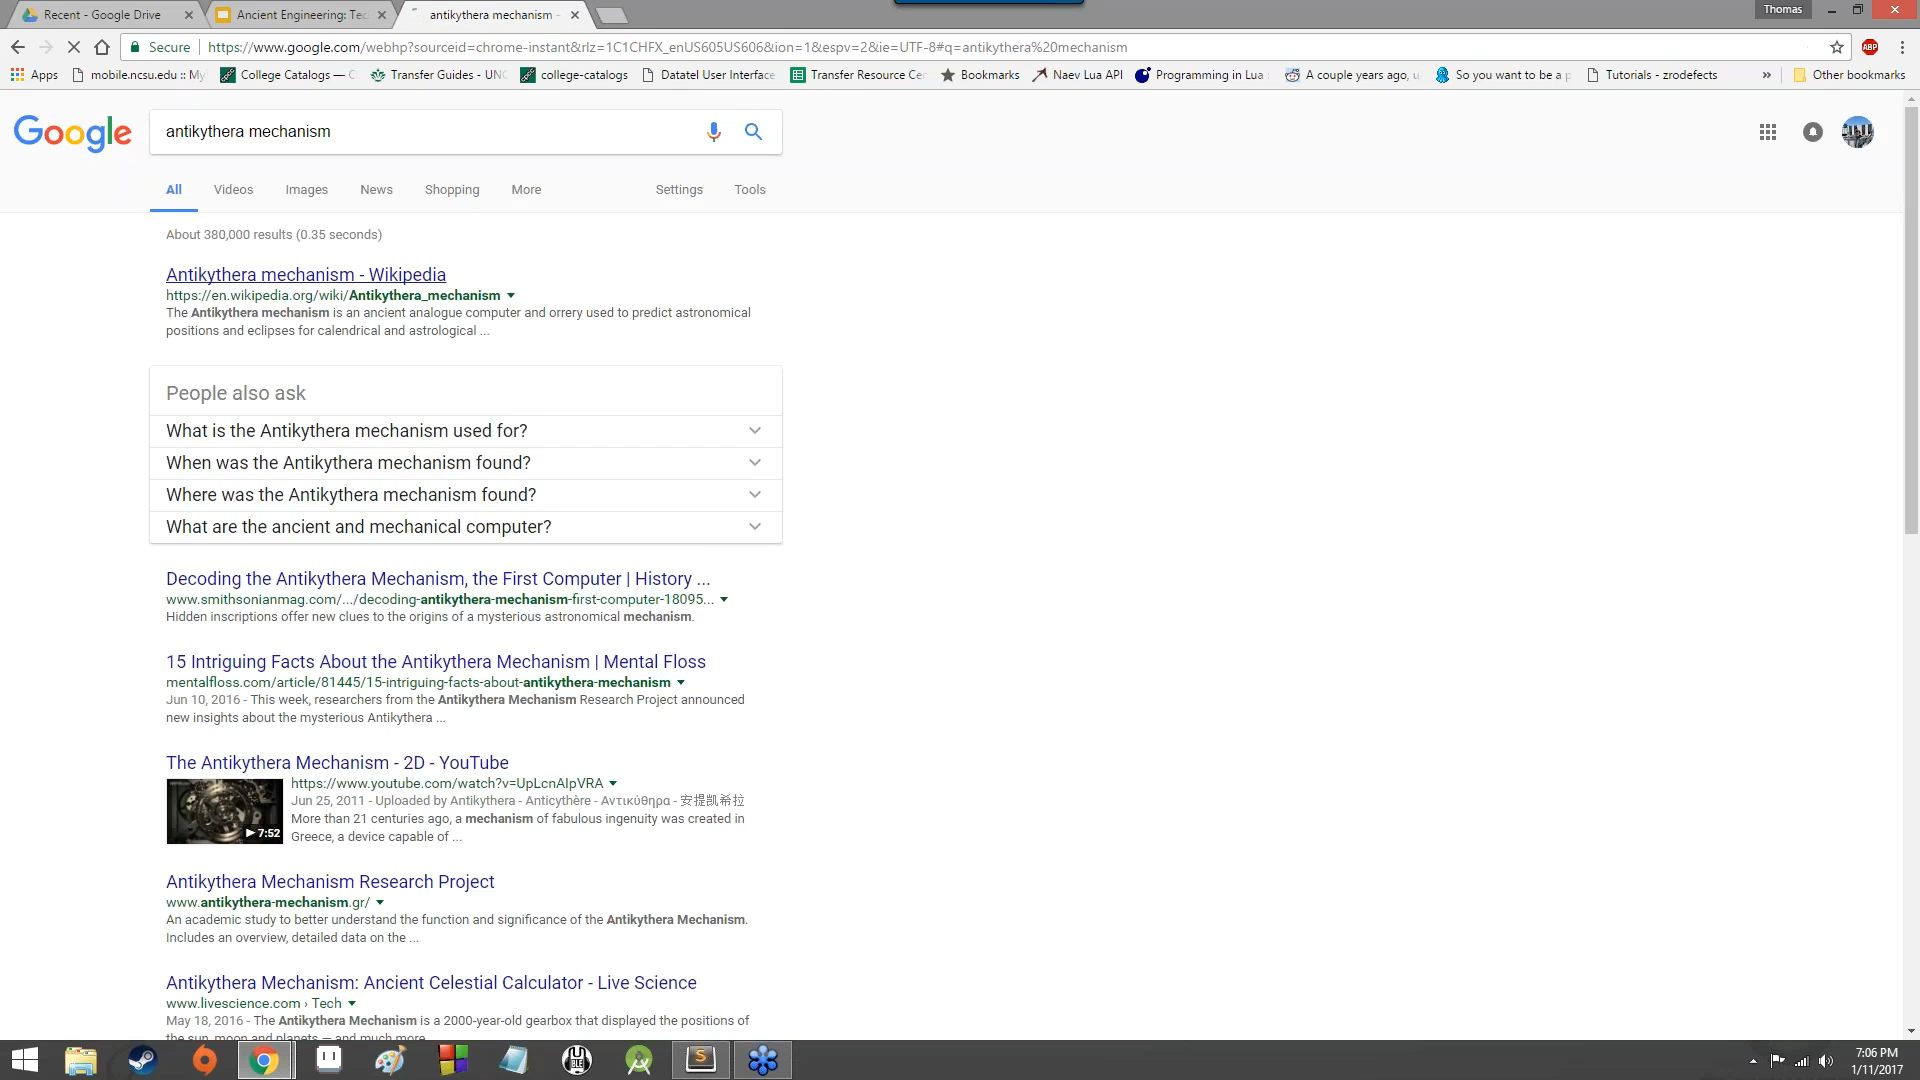 Recent - Google Drive
Ancient Engineering: Tec
antikythera mechanism -
Thomas
Secure
https://www.google.com/webhp?sourceid=chrome-instant&rlz=1C1CHFX_enUS605US606&ion=1&espv=2&ie=UTF-8#q=antikythera%20mechanism
ABP
Apps
mobile.ncsu.edu :: My
College Catalogs — C
Transfer Guides - UNC
college-catalogs
Datatel User Interface
Transfer Resource Cer
Bookmarks
Naev Lua API
Programming in Lua :
A couple years ago, u
So you want to be a p
Tutorials - zrodefects
»
Other bookmarks
Google
antikythera mechanism
All
Videos
Images
News
Shopping
More
Settings
Tools
About 380,000 results (0.35 seconds)
Antikythera mechanism - Wikipedia
https://en.wikipedia.org/wiki/Antikythera_mechanism
The Antikythera mechanism is an ancient analogue computer and orrery used to predict astronomical
positions and eclipses for calendrical and astrological ...
People also ask
What is the Antikythera mechanism used for?
When was the Antikythera mechanism found?
Where was the Antikythera mechanism found?
What are the ancient and mechanical computer?
Decoding the Antikythera Mechanism, the First Computer | History ...
www.smithsonianmag.com/.../decoding-antikythera-mechanism-first-computer-18095...
Hidden inscriptions offer new clues to the origins of a mysterious astronomical mechanism.
15 Intriguing Facts About the Antikythera Mechanism | Mental Floss
mentalfloss.com/article/81445/15-intriguing-facts-about-antikythera-mechanism
Jun 10, 2016 - This week, researchers from the Antikythera Mechanism Research Project announced
new insights about the mysterious Antikythera ...
The Antikythera Mechanism - 2D - YouTube
https://www.youtube.com/watch?v=UpLcnAIpVRA
Jun 25, 2011 - Uploaded by Antikythera - Anticythère - Αντικύθηρα - 安提凯希拉
More than 21 centuries ago, a mechanism of fabulous ingenuity was created in
Greece, a device capable of ...
7:52
Antikythera Mechanism Research Project
www.antikythera-mechanism.gr/
An academic study to better understand the function and significance of the Antikythera Mechanism.
Includes an overview, detailed data on the ...
Antikythera Mechanism: Ancient Celestial Calculator - Live Science
www.livescience.com › Tech
May 18, 2016 - The Antikythera Mechanism is a 2000-year-old gearbox that displayed the positions of
the sun, moon and planets — and much more.
7:06 PM
1/11/2017